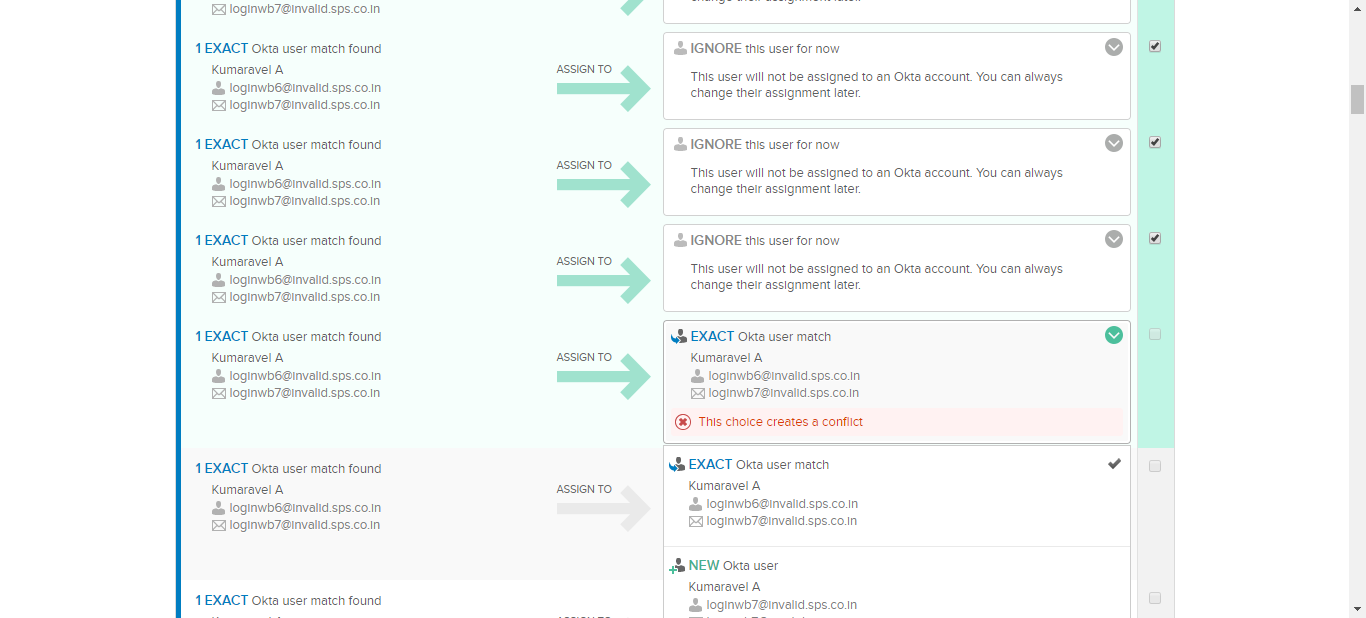 loginwb7@invalid.sps.co.in
change their assignment later.
1 EXACT Okta user match found
Kumaravel A
loginwb6@invalid.sps.co.in
loginwb7@invalid.sps.co.in
ASSIGN TO
IGNORE this user for now
This user will not be assigned to an Okta account. You can always
change their assignment later.
1 EXACT Okta user match found
Kumaravel A
loginwb6@invalid.sps.co.in
loginwb7@invalid.sps.co.in
ASSIGN TO
IGNORE this user for now
This user will not be assigned to an Okta account. You can always
change their assignment later.
1 EXACT Okta user match found
Kumaravel A
loginwb6@invalid.sps.co.in
loginwb7@invalid.sps.co.in
ASSIGN TO
IGNORE this user for now
This user will not be assigned to an Okta account. You can always
change their assignment later.
1 EXACT Okta user match found
Kumaravel A
loginwb6@invalid.sps.co.in
loginwb7@invalid.sps.co.in
ASSIGN TO
EXACT Okta user match
Kumaravel A
loginwb6@invalid.sps.co.in
loginwb7@invalid.sps.co.in
This choice creates a conflict
1 EXACT Okta user match found
Kumaravel A
loginwb6@invalid.sps.co.in
loginwb7@invalid.sps.co.in
ASSIGN TO
EXACT Okta user match
Kumaravel A
loginwb6@invalid.sps.co.in
loginwb7@invalid.sps.co.in
NEW Okta user
Kumaravel A
loginwb7@invalid.sps.co.in
1 EXACT Okta user match found